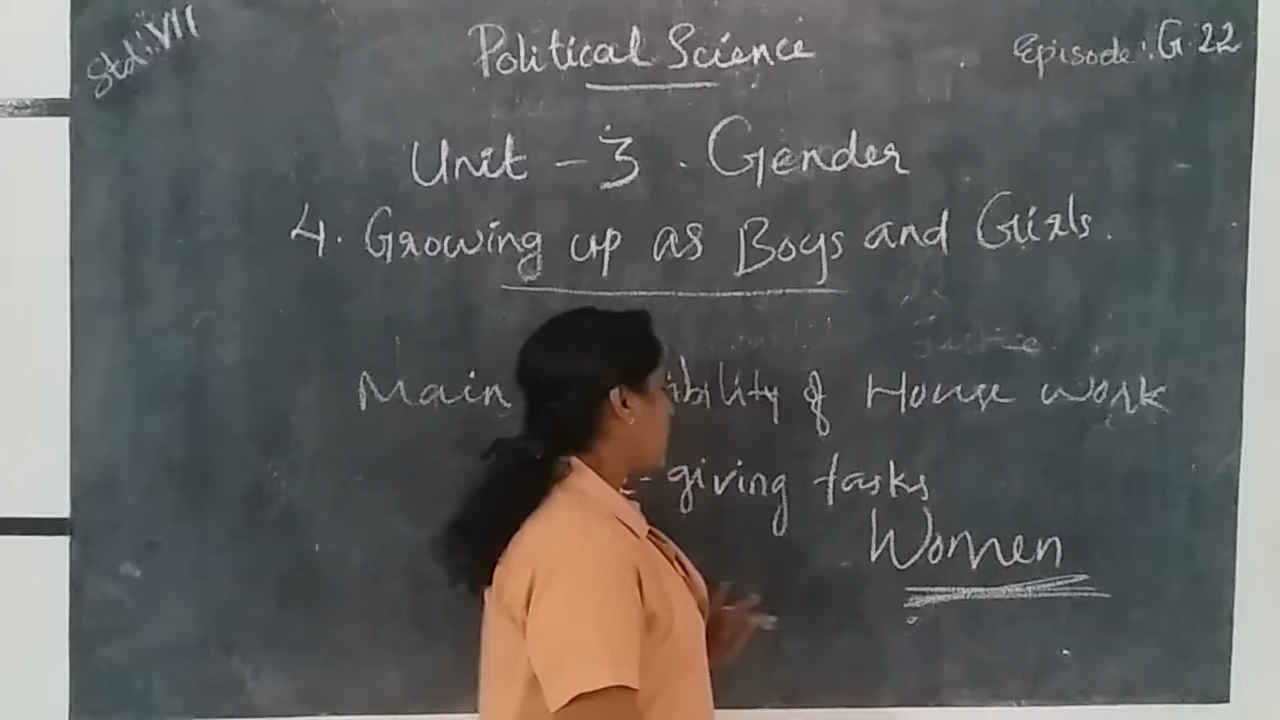 Std: VII
Political Science
Episode: G 22
Unit - 3. Gender
4. Growing up as Boys and Girls.
Main ibility of House work
- giving tasks
Women